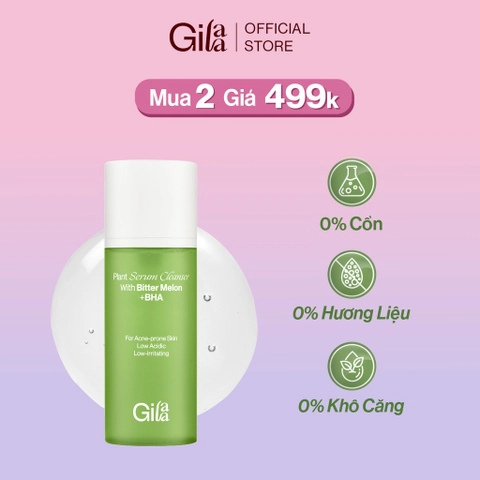 Gilaa
OFFICIAL
STORE
Mua 2 Giá 499k
Plant Serum Cleanser
With Bitter Melon
+BHA
For Acne-prone Skin
Low Acidic
Low-irritating
Gilaa
0% Cồn
0% Hương Liệu
0% Khô Căng